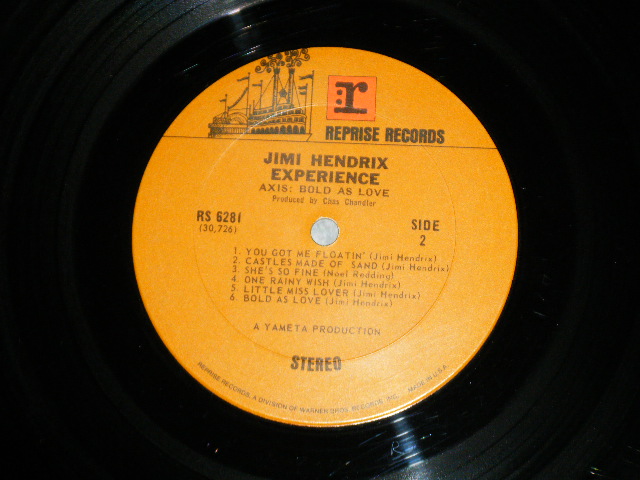 r
REPRISE RECORDS
JIMI HENDRIX
EXPERIENCE
AXIS: BOLD AS LOVE
Produced by Chas Chandler
RS 6281
(30,726)
SIDE
2
1. YOU GOT ME FLOATIN' (Jimi Hendrix)
2. CASTLES MADE OF SAND (Jimi Hendrix)
3. SHE'S SO FINE (Noel Redding)
4. ONE RAINY WISH (Jimi Hendrix)
5. LITTLE MISS LOVER (Jimi Hendrix)
6. BOLD AS LOVE (Jimi Hendrix)
A YAMETA PRODUCTION
STEREO
REPRISE RECORDS, A DIVISION OF WARNER BROS. RECORDS, INC. MADE IN U.S.A.